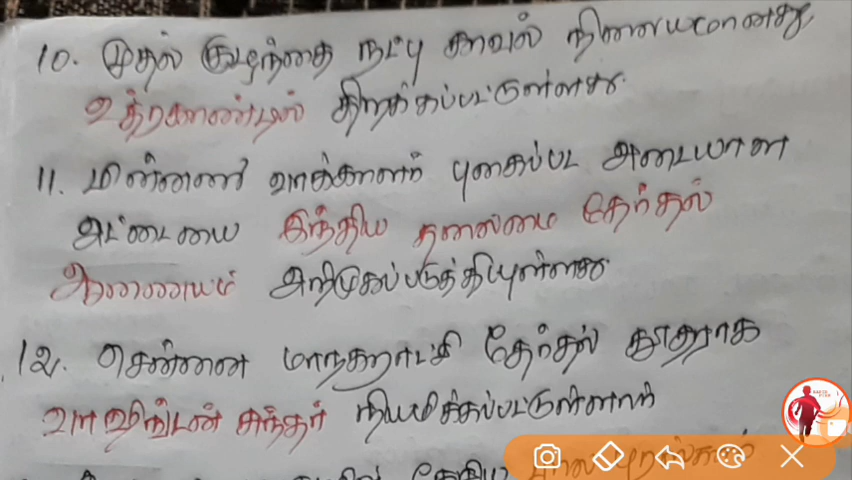 10. முதல் குழந்தை நட்பு காவல் நிலையமானது
உத்ரகாண்டில் திறக்கப்பட்டுள்ளது.
11. மின்னணு வாக்காளர் புகைப்பட அடையாள
அட்டையை இந்திய தலைமை தேர்தல்
ஆணையம் அறிமுகப்படுத்தியுள்ளது
12. சென்னை மாநகராட்சி தேர்தல் தூதராக
வாஷிங்டன் சுந்தர் நியமிக்கப்பட்டுள்ளார்
தேசிய